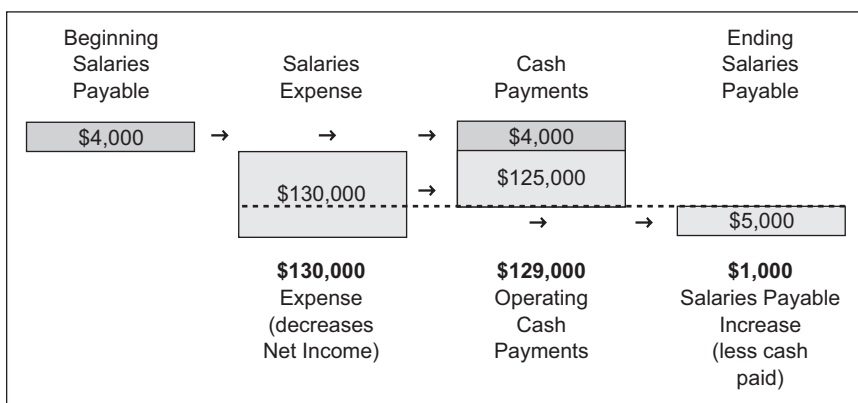 Beginning
Salaries
Payable
Salaries
Expense
Cash
Payments
Ending
Salaries
Payable
$4,000 → → → $4,000
$130,000 → $125,000
→ → $5,000
$130,000
Expense
(decreases
Net Income)
$129,000
Operating
Cash
Payments
$1,000
Salaries Payable
Increase
(less cash
paid)